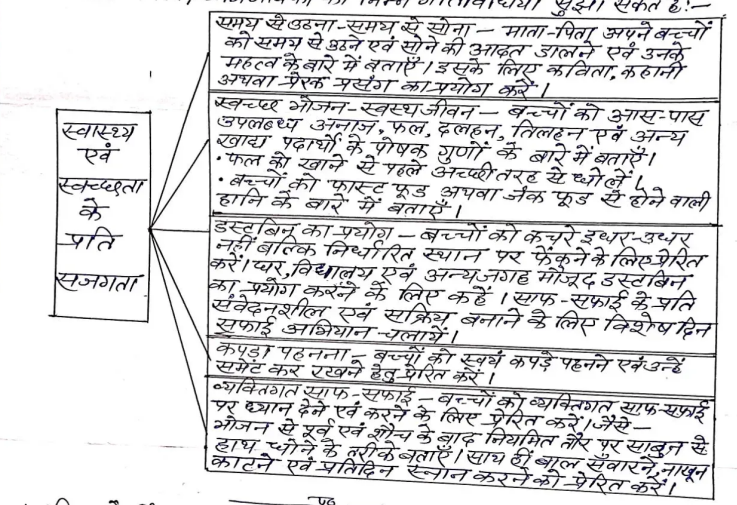 निम्न गतिविधियाँ सुझा सकते हैं:-
स्वास्थ्य
एवं
स्वच्छता
के
प्रति
सजगता
समय से उठना-समय से सोना – माता-पिता अपने बच्चों
को समय से उठने एवं सोने की आदत डालने एवं उनके
महत्व के बारे में बताएँ। इसके लिए कविता, कहानी
अथवा प्रेरक प्रसंग का प्रयोग करें।
स्वच्छ भोजन-स्वस्थ जीवन – बच्चों को आस-पास
उपलब्ध अनाज, फल, दलहन, तिलहन एवं अन्य
खाद्य पदार्थों के पोषक गुणों के बारे में बताएँ।
• फल को खाने से पहले अच्छी तरह से धो लें।
• बच्चों को फास्ट फूड अथवा जंक फूड से होने वाली
हानि के बारे में बताएँ।
डस्टबिन का प्रयोग – बच्चों को कचरे इधर-उधर
नहीं बल्कि निर्धारित स्थान पर फेंकने के लिए प्रेरित
करें। घर, विद्यालय एवं अन्य जगह मौजूद डस्टबिन
का प्रयोग करने के लिए कहें। साफ-सफाई के प्रति
संवेदनशील एवं सक्रिय बनाने के लिए विशेष दिन
सफाई अभियान चलायें।
कपड़ा पहनना – बच्चों को स्वयं कपड़े पहनने एवं उन्हें
समेट कर रखने हेतु प्रेरित करें।
व्यक्तिगत साफ-सफाई – बच्चों को व्यक्तिगत साफ-सफाई
पर ध्यान देने एवं करने के लिए प्रेरित करें। जैसे –
भोजन से पूर्व एवं शौच के बाद नियमित तौर पर साबुन से
हाथ धोने के तरीके बताएँ। साथ हीं बाल सँवारने, नाखून
काटने एवं प्रतिदिन स्नान करने को प्रेरित करें।